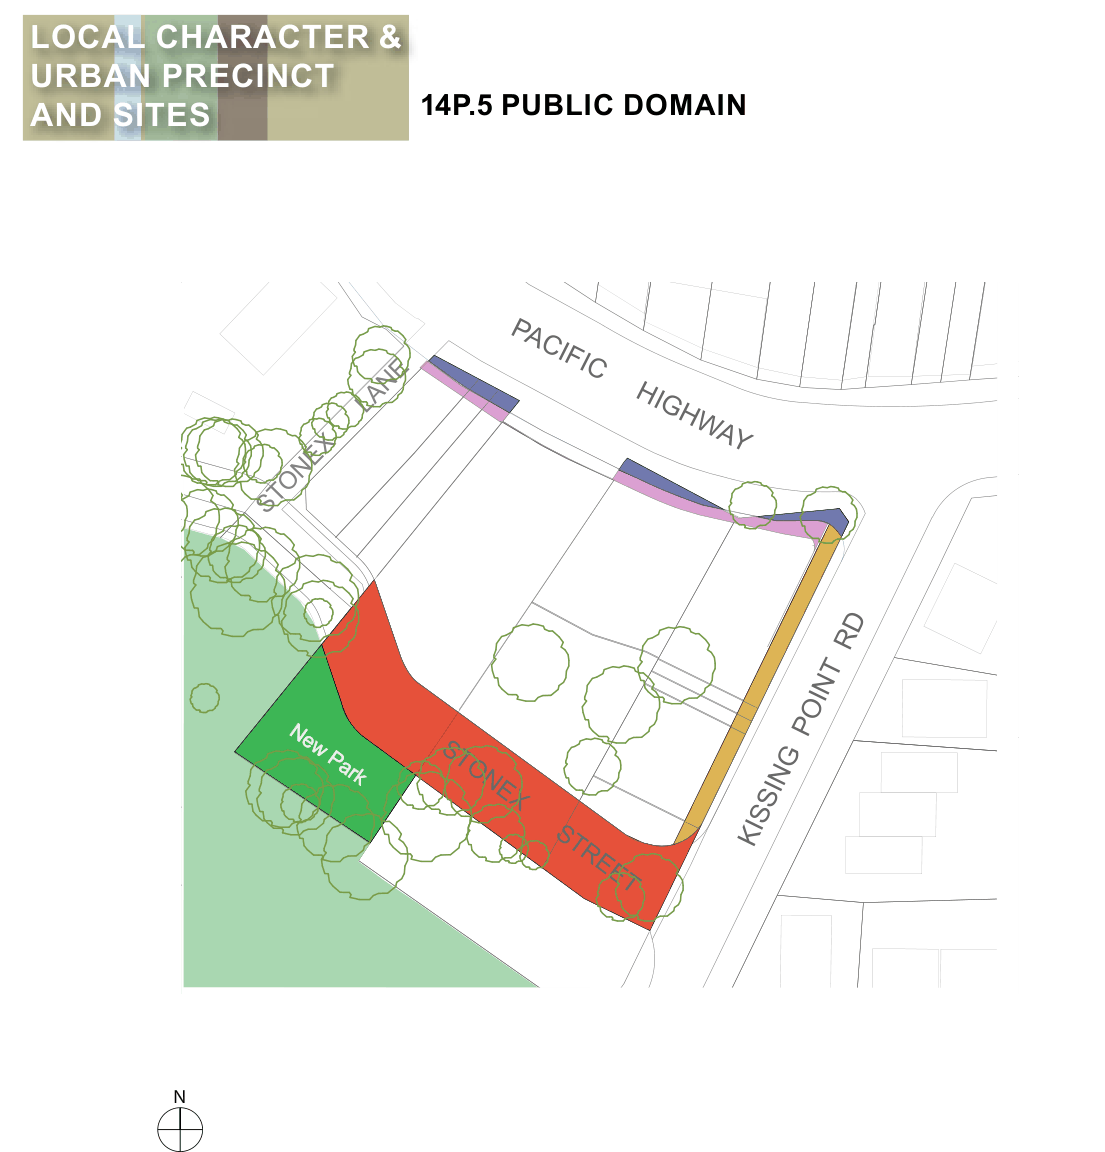 LOCAL CHARACTER &
URBAN PRECINCT
AND SITES
14P.5 PUBLIC DOMAIN
PACIFIC HIGHWAY
STONEX LANE
New Park
STONEX STREET
KISSING POINT RD
N